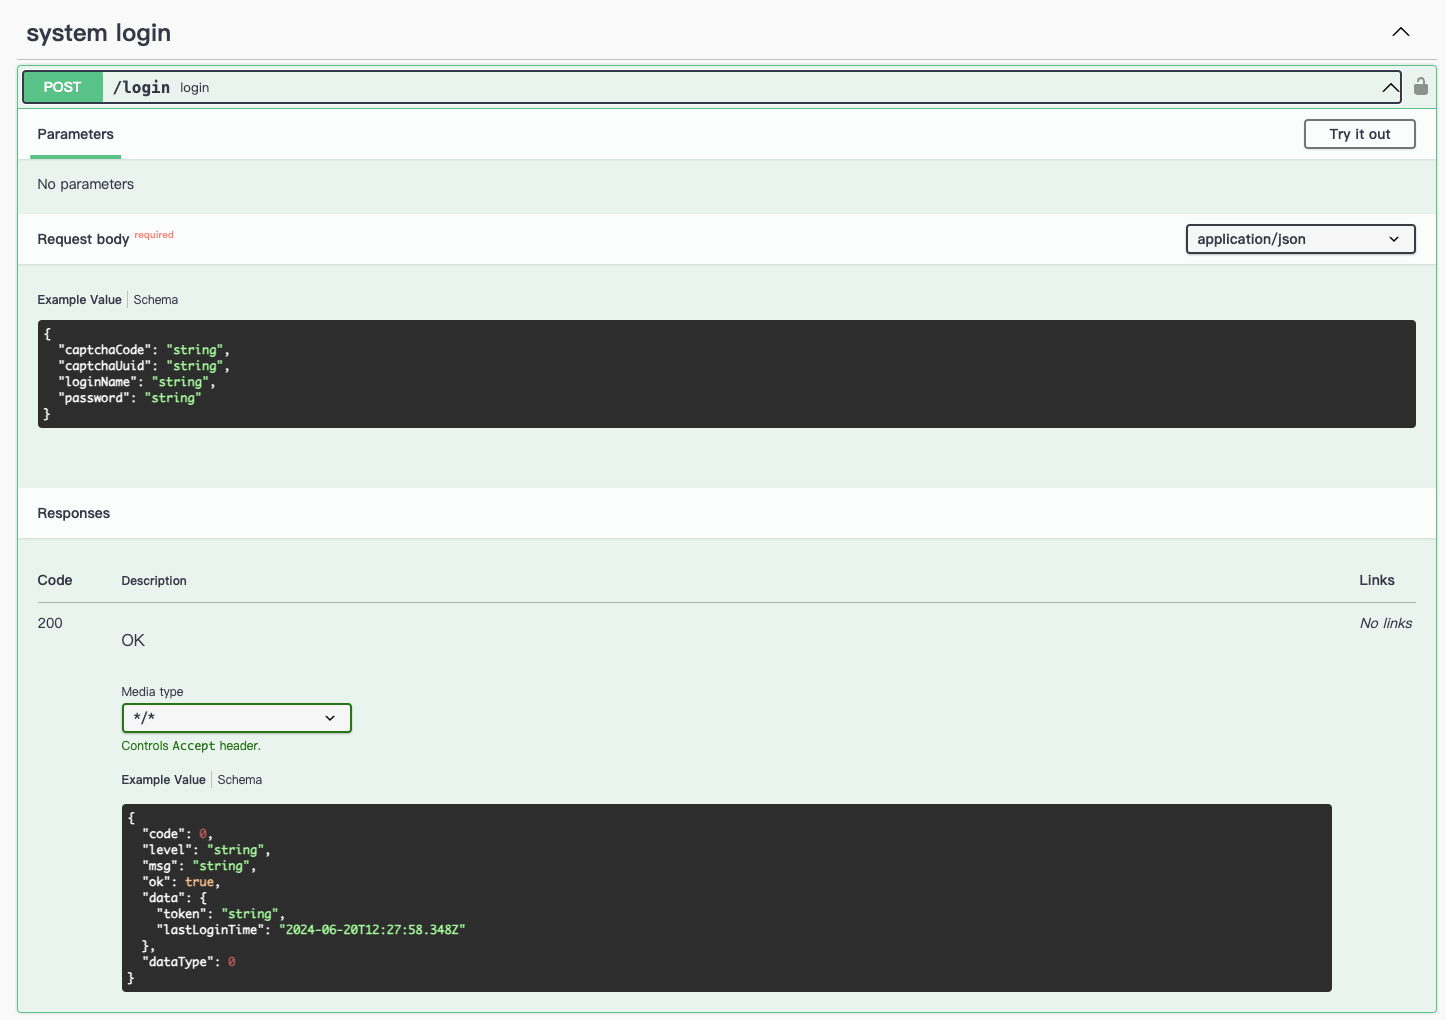 system login
POST /login login
Parameters
Try it out
No parameters
Request body required
application/json
Example Value Schema
{
  "captchaCode": "string",
  "captchaUuid": "string",
  "loginName": "string",
  "password": "string"
}
Responses
Code Description Links
200 No links
OK
Media type
*/*
Controls Accept header.
Example Value Schema
{
  "code": 0,
  "level": "string",
  "msg": "string",
  "ok": true,
  "data": {
    "token": "string",
    "lastLoginTime": "2024-06-20T12:27:58.348Z"
  },
  "dataType": 0
}